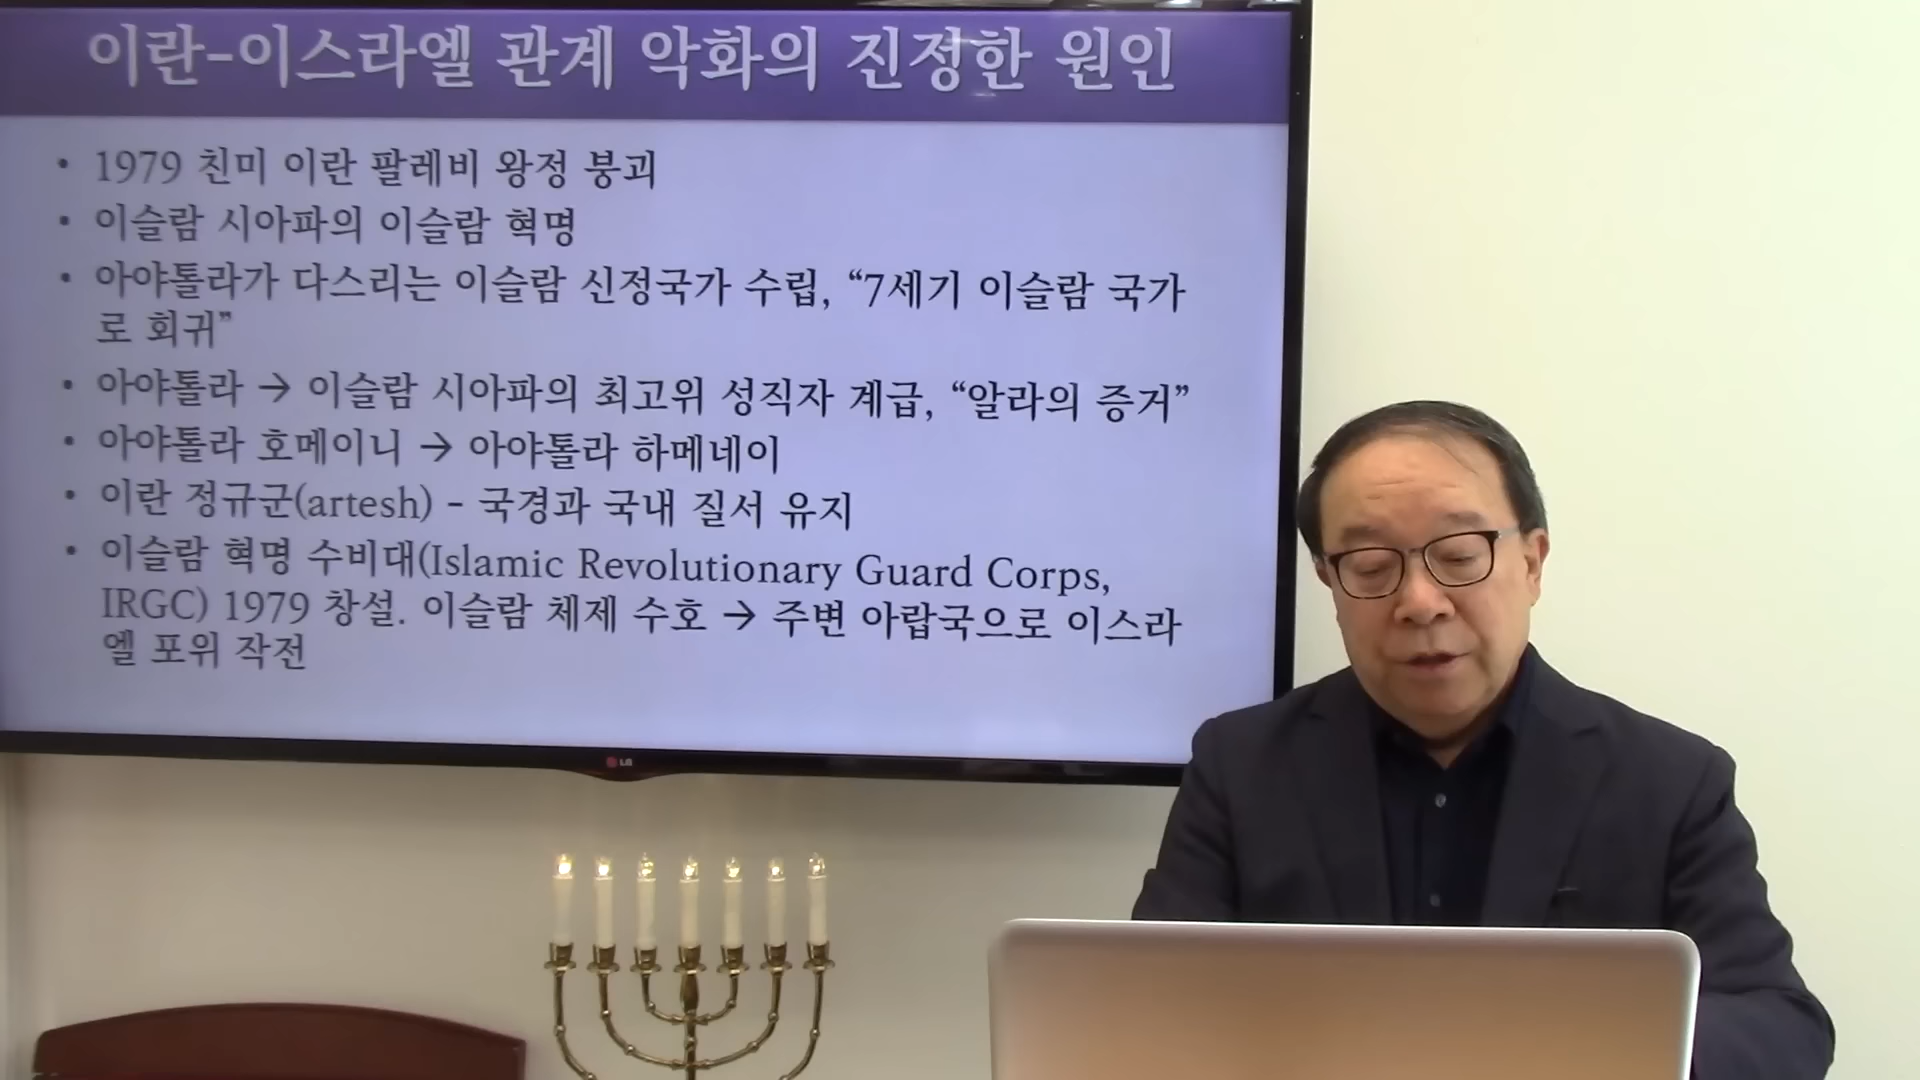 이란-이스라엘 관계 악화의 진정한 원인
• 1979 친미 이란 팔레비 왕정 붕괴
• 이슬람 시아파의 이슬람 혁명
• 아야톨라가 다스리는 이슬람 신정국가 수립, “7세기 이슬람 국가
로 회귀”
• 아야톨라 → 이슬람 시아파의 최고위 성직자 계급, “알라의 증거”
• 아야톨라 호메이니 → 아야톨라 하메네이
• 이란 정규군(artesh) - 국경과 국내 질서 유지
• 이슬람 혁명 수비대(Islamic Revolutionary Guard Corps,
IRGC) 1979 창설. 이슬람 체제 수호 → 주변 아랍국으로 이스라
엘 포위 작전
LG